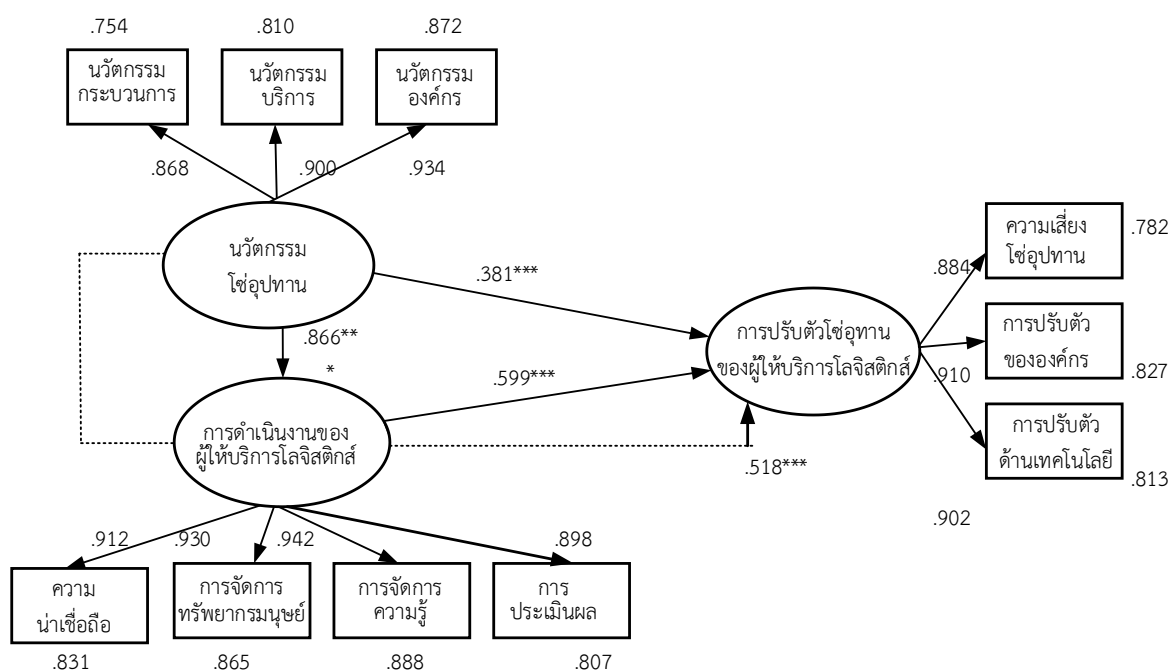 .754
.810
.872
นวัตกรรม
กระบวนการ
นวัตกรรม
บริการ
นวัตกรรม
องค์กร
.868
.900
.934
นวัตกรรม
โซ่อุปทาน
.381***
.866**
*
.599***
การดำเนินงานของ
ผู้ให้บริการโลจิสติกส์
.518***
การปรับตัวโซ่อุทาน
ของผู้ให้บริการโลจิสติกส์
.884
.910
.902
ความเสี่ยง
โซ่อุปทาน
.782
การปรับตัว
ขององค์กร
.827
การปรับตัว
ด้านเทคโนโลยี
.813
.912
.930
.942
.898
ความ
น่าเชื่อถือ
การจัดการ
ทรัพยากรมนุษย์
การจัดการ
ความรู้
การ
ประเมินผล
.831
.865
.888
.807